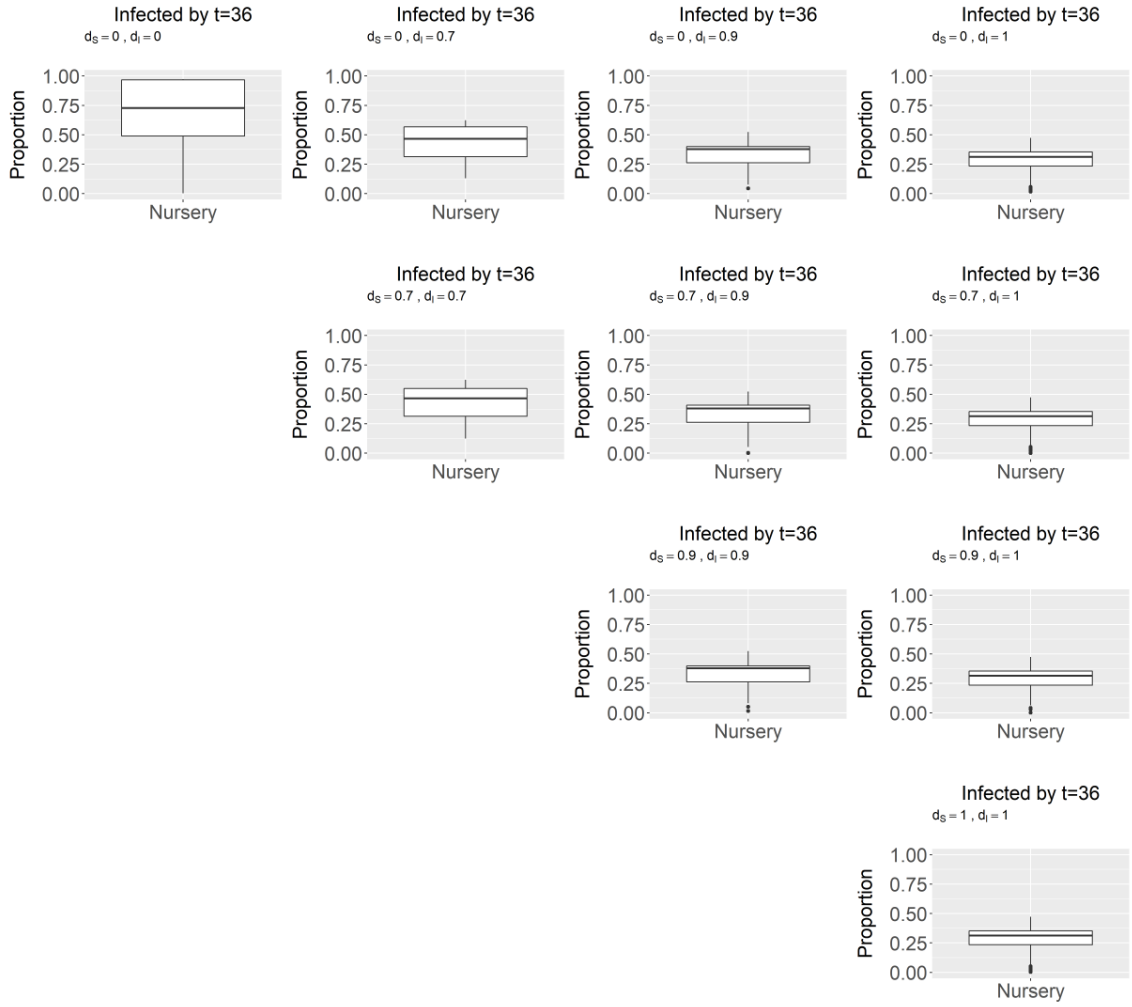 Infected by t=36
d_S = 0 , d_I = 0
1.00
0.75
0.50
0.25
0.00
Proportion
Nursery
Infected by t=36
d_S = 0 , d_I = 0.7
1.00
0.75
0.50
0.25
0.00
Proportion
Nursery
Infected by t=36
d_S = 0 , d_I = 0.9
1.00
0.75
0.50
0.25
0.00
Proportion
Nursery
Infected by t=36
d_S = 0 , d_I = 1
1.00
0.75
0.50
0.25
0.00
Proportion
Nursery
Infected by t=36
d_S = 0.7 , d_I = 0.7
1.00
0.75
0.50
0.25
0.00
Proportion
Nursery
Infected by t=36
d_S = 0.7 , d_I = 0.9
1.00
0.75
0.50
0.25
0.00
Proportion
Nursery
Infected by t=36
d_S = 0.7 , d_I = 1
1.00
0.75
0.50
0.25
0.00
Proportion
Nursery
Infected by t=36
d_S = 0.9 , d_I = 0.9
1.00
0.75
0.50
0.25
0.00
Proportion
Nursery
Infected by t=36
d_S = 0.9 , d_I = 1
1.00
0.75
0.50
0.25
0.00
Proportion
Nursery
Infected by t=36
d_S = 1 , d_I = 1
1.00
0.75
0.50
0.25
0.00
Proportion
Nursery